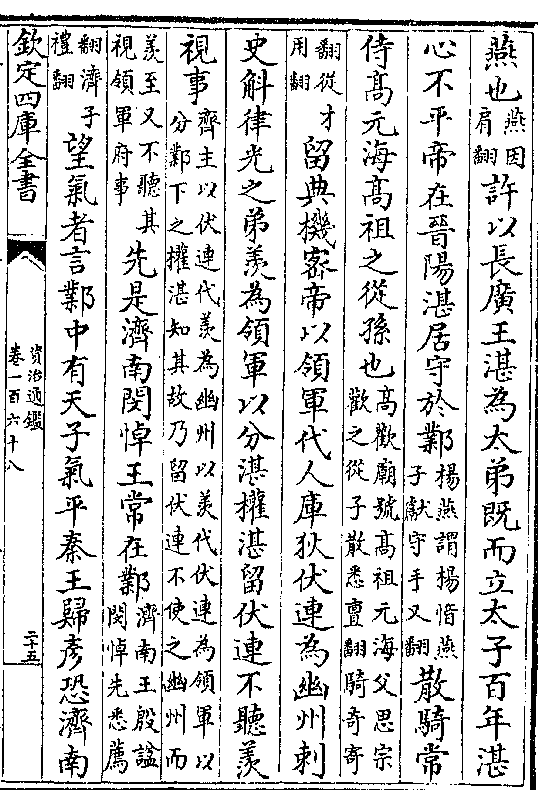 燕也燕因肩翻許以長廣王湛為太弟既而立太子百年湛
心不平帝在晉陽湛居守於鄴楊燕謂楊愔燕子獻守手又翻散騎常
侍高元海高祖之從孫也高歡廟號高祖元海父思宗歡之從子散悉亶翻騎奇寄
翻從才用翻留典機密帝以領軍代人庫狄伏連為幽州刺
史斛律光之弟羨為領軍以分湛權湛留伏連不聽羨
視事齊主以伏連代羨為幽州以羨代伏連為領軍以分鄴下之權湛知其故乃留伏連不使之幽州而
羨至又不聽其視領軍府事先是濟南閔悼王常在鄴濟南王殷諡閔悼先悉薦
翻濟子禮翻望氣者言鄴中有天子氣平秦王歸彥恐濟南
欽定四庫全書
資治通鑑
卷一百六十八
二十五